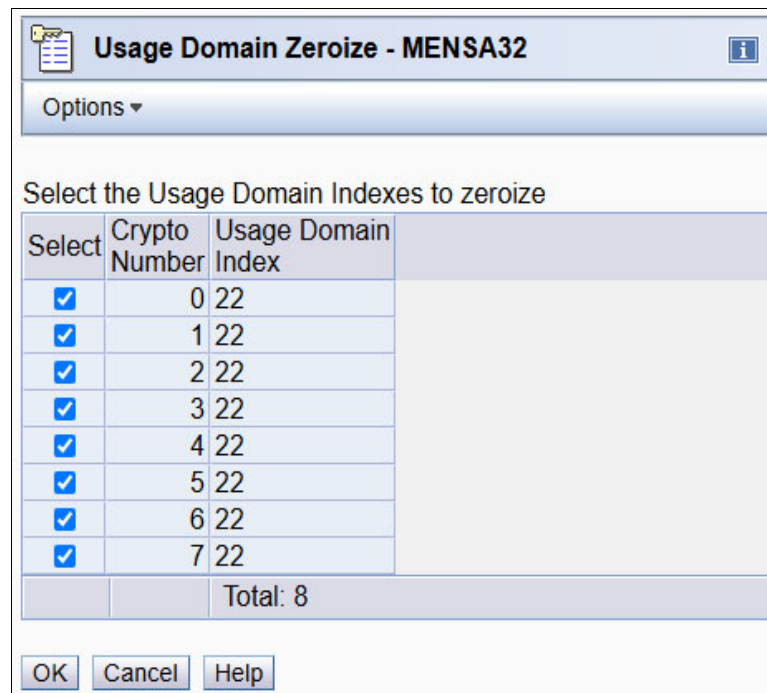 Usage Domain Zeroize - MENSA32
i
Options
Select the Usage Domain Indexes to zeroize
Select Crypto Number Usage Domain Index
0 22
1 22
2 22
3 22
4 22
5 22
6 22
7 22
Total: 8
OK Cancel Help